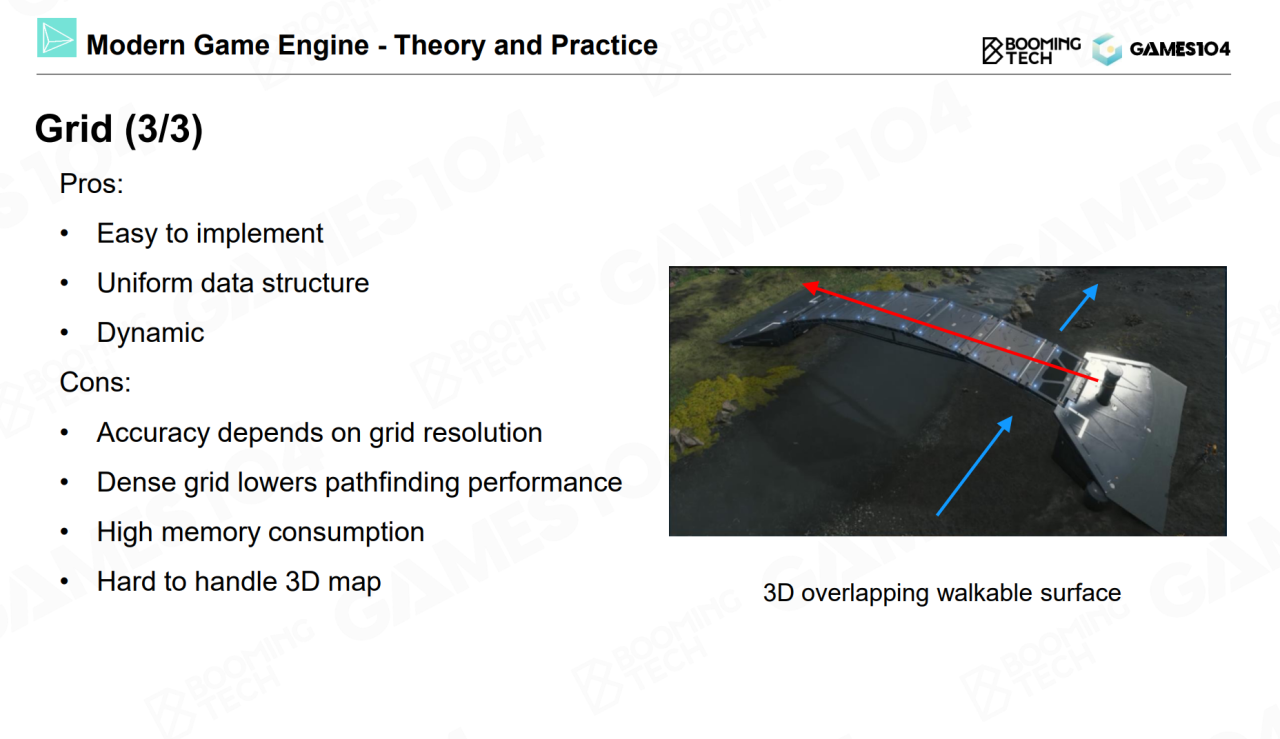 Modern Game Engine - Theory and Practice
BOOMING
TECH
GAMES104
Grid (3/3)
Pros:
• Easy to implement
• Uniform data structure
• Dynamic
Cons:
• Accuracy depends on grid resolution
• Dense grid lowers pathfinding performance
• High memory consumption
• Hard to handle 3D map
3D overlapping walkable surface